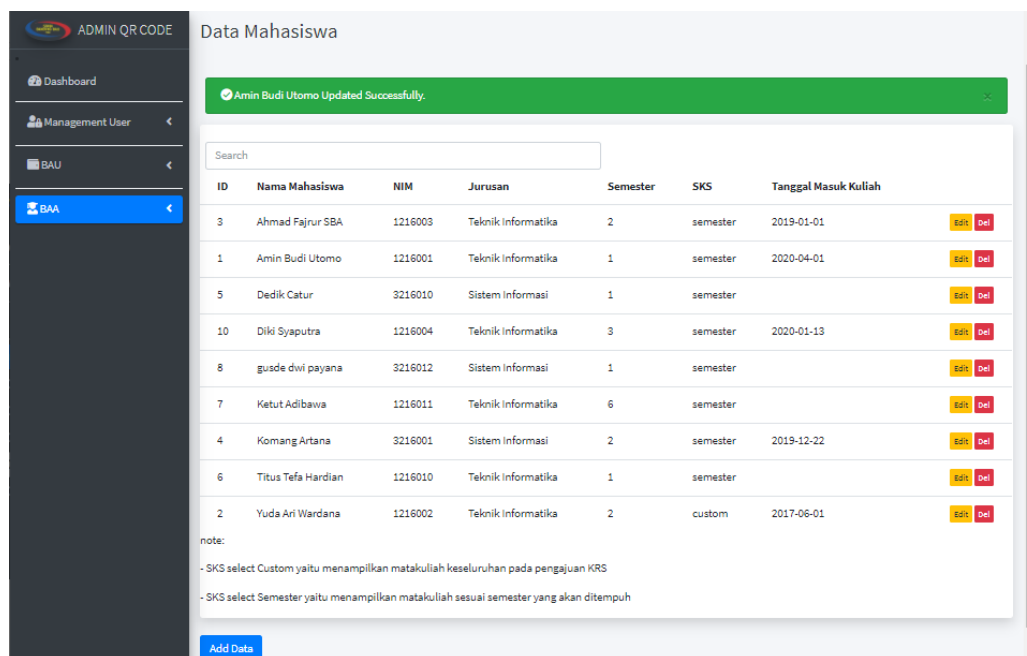 ADMIN QR CODE
Data Mahasiswa
Dashboard
Management User
BAU
BAA
Amin Budi Utomo Updated Successfully. ×
Search
ID Nama Mahasiswa NIM Jurusan Semester SKS Tanggal Masuk Kuliah
3 Ahmad Fajrur SBA 1216003 Teknik Informatika 2 semester 2019-01-01 Edit Del
1 Amin Budi Utomo 1216001 Teknik Informatika 1 semester 2020-04-01 Edit Del
5 Dedik Catur 3216010 Sistem Informasi 1 semester Edit Del
10 Diki Syaputra 1216004 Teknik Informatika 3 semester 2020-01-13 Edit Del
8 gusde dwi payana 3216012 Sistem Informasi 1 semester Edit Del
7 Ketut Adibawa 1216011 Teknik Informatika 6 semester Edit Del
4 Komang Artana 3216001 Sistem Informasi 2 semester 2019-12-22 Edit Del
6 Titus Tefa Hardian 1216010 Teknik Informatika 1 semester Edit Del
2 Yuda Ari Wardana 1216002 Teknik Informatika 2 custom 2017-06-01 Edit Del
note:
- SKS select Custom yaitu menampilkan matakuliah keseluruhan pada pengajuan KRS
- SKS select Semester yaitu menampilkan matakuliah sesuai semester yang akan ditempuh
Add Data